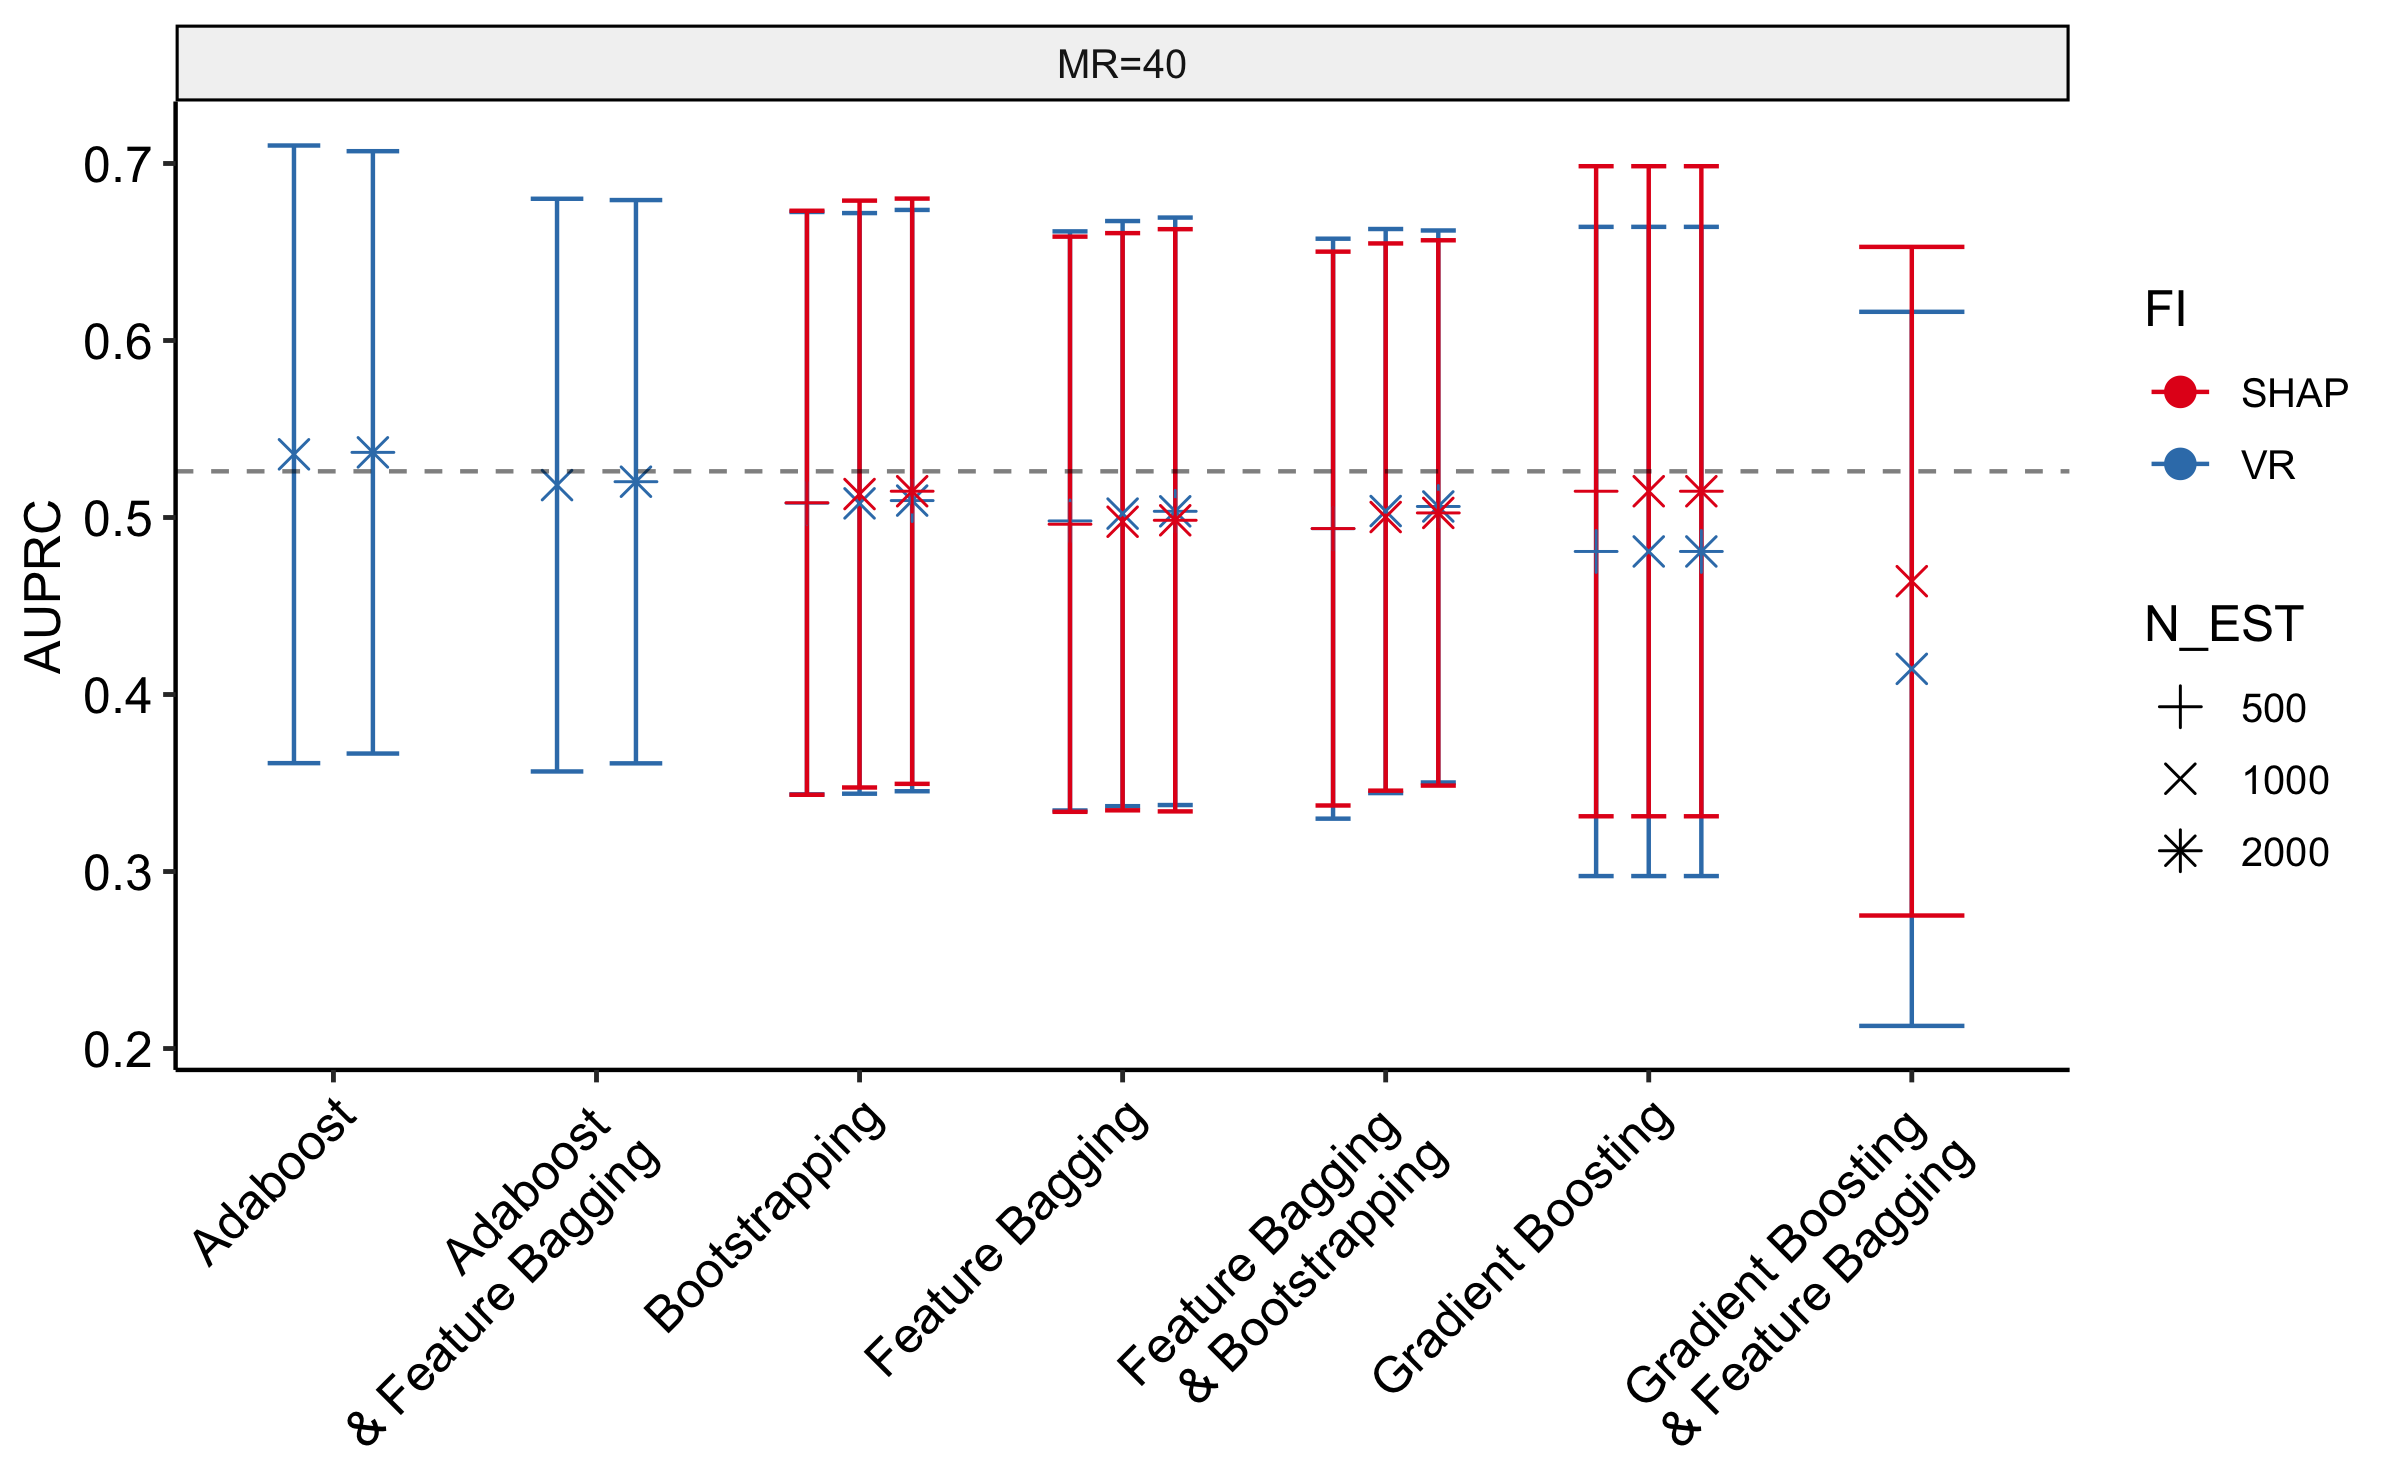 MR=40
AUPRC
0.7
0.6
0.5
0.4
0.3
0.2
Adaboost
Adaboost
& Feature Bagging
Bootstrapping
Feature Bagging
Feature Bagging
& Bootstrapping
Gradient Boosting
Gradient Boosting
& Feature Bagging
FI
SHAP
VR
N_EST
500
1000
2000